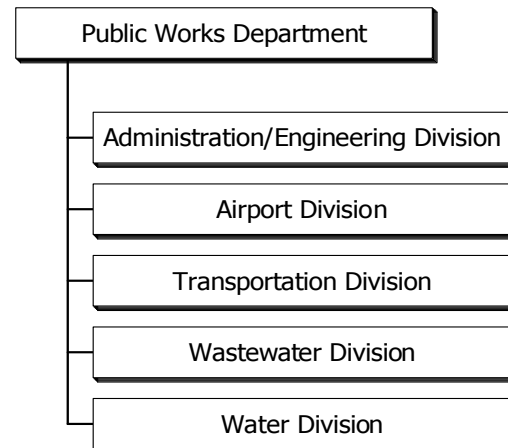 Public Works Department
Administration/Engineering Division
Airport Division
Transportation Division
Wastewater Division
Water Division